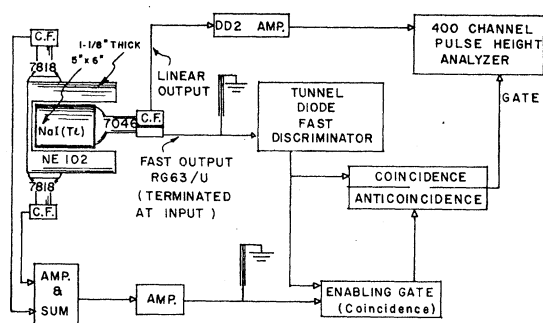 C.F.
7818
1-1/8" THICK
5"x6"
NaI(Tℓ)
7046
C.F.
NE 102
7818
C.F.
LINEAR
OUTPUT
DD2 AMP.
400 CHANNEL
PULSE HEIGHT
ANALYZER
GATE
TUNNEL
DIODE
FAST
DISCRIMINATOR
FAST OUTPUT
RG63/U
(TERMINATED
AT INPUT)
COINCIDENCE
ANTICOINCIDENCE
AMP.
&
SUM
AMP.
ENABLING GATE
(Coincidence)